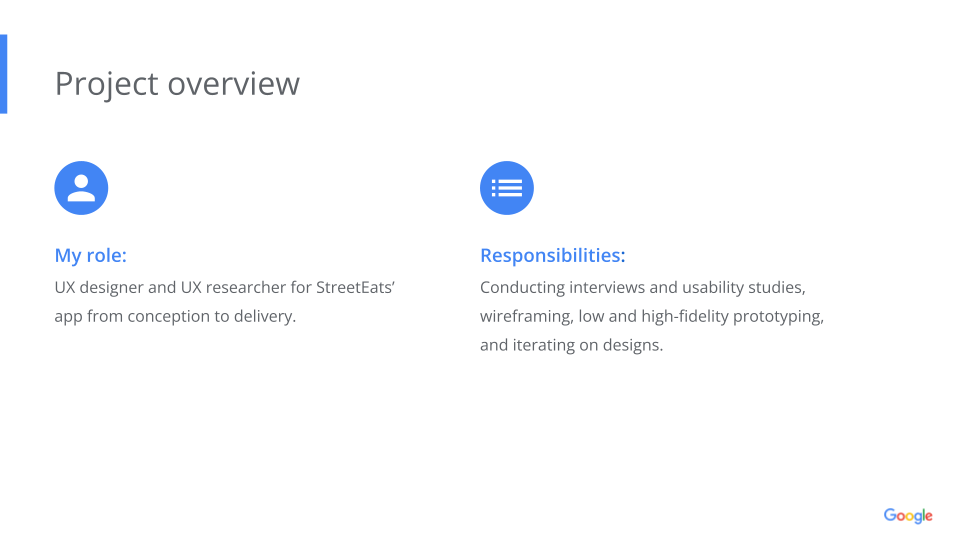 Project overview
My role:
UX designer and UX researcher for StreetEats’
app from conception to delivery.
Responsibilities:
Conducting interviews and usability studies,
wireframing, low and high-fidelity prototyping,
and iterating on designs.
Google